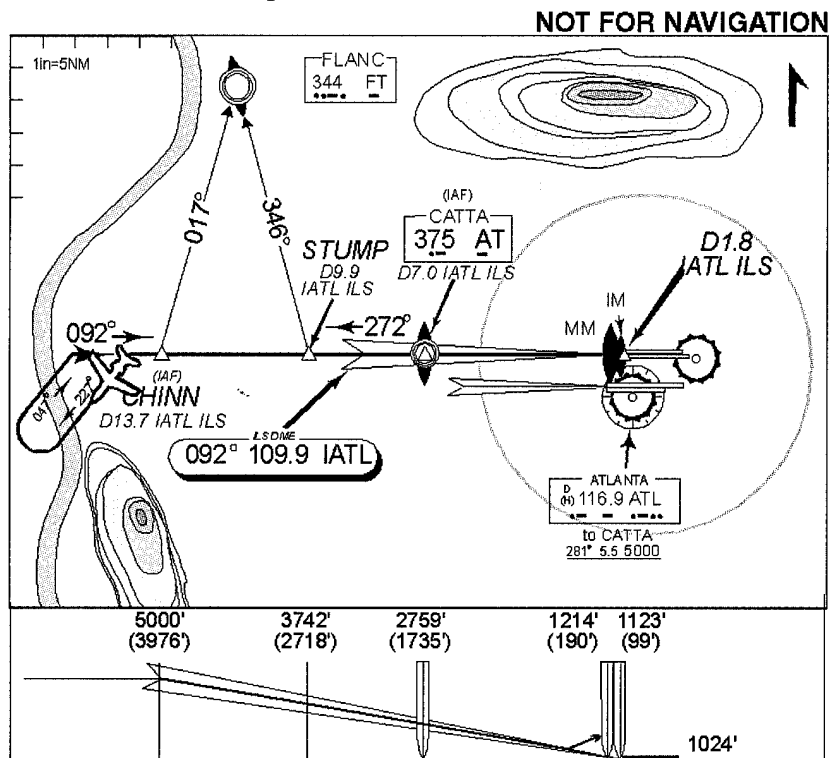 NOT FOR NAVIGATION
1in=5NM
FLANC
344 FT
017°
346°
STUMP
D9.9
IATL ILS
(IAF)
CATTA
375 AT
D7.0 IATL ILS
D1.8
IATL ILS
IM
MM
092°
272°
(IAF)
CHINN
D13.7 IATL ILS
047°
227°
ILS DME
092° 109.9 IATL
ATLANTA
D
(H) 116.9 ATL
to CATTA
281° 5.5 5000
5000' 3742' 2759' 1214' 1123'
(3976') (2718') (1735') (190') (99')
1024'